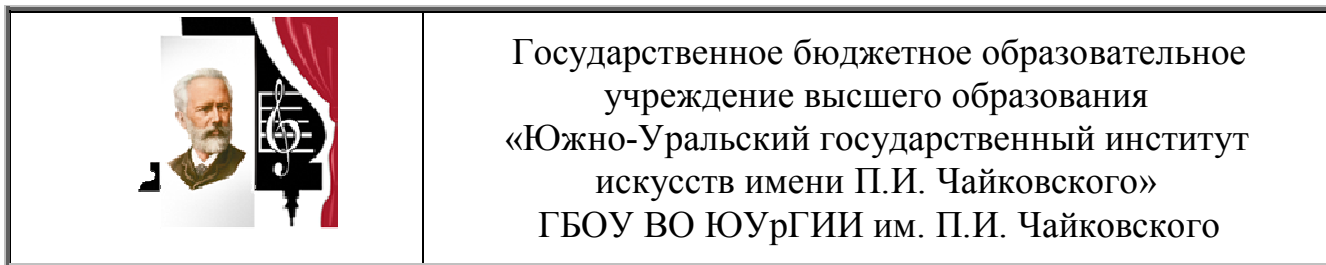 Государственное бюджетное образовательное
учреждение высшего образования
«Южно-Уральский государственный институт
искусств имени П.И. Чайковского»
ГБОУ ВО ЮУрГИИ им. П.И. Чайковского